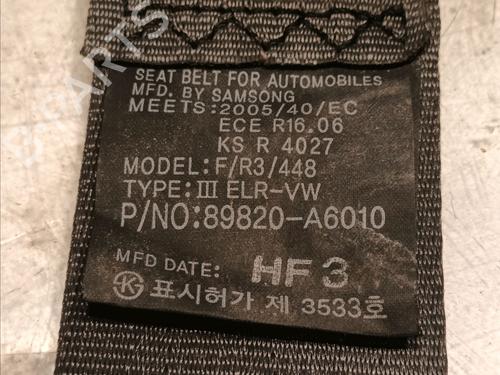 SEAT BELT FOR AUTOMOBILES
MFD. BY SAMSONG
MEETS:2005/40/EC
ECE R16.06
KS R 4027
MODEL:F/R3/448
TYPE:Ⅲ ELR-VW
P/NO:89820-A6010
MFD DATE: HF3
표시허가 제 3533호